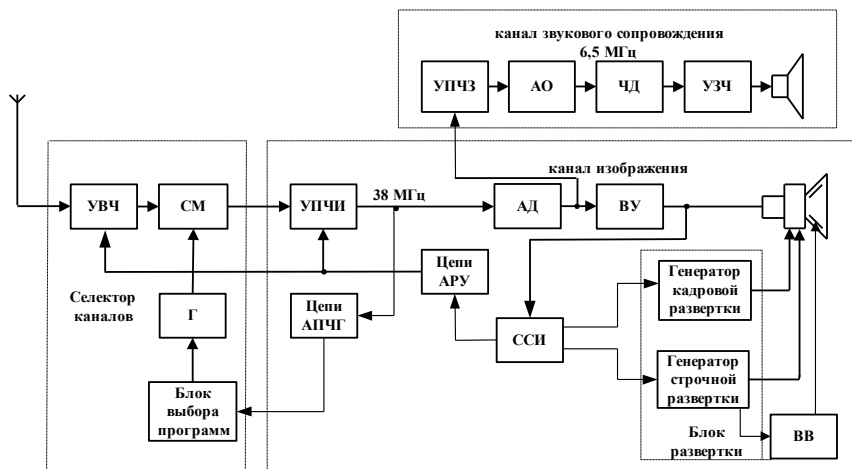 канал звукового сопровождения
6,5 МГц
УПЧЗ
АО
ЧД
УЗЧ
канал изображения
38 МГц
УВЧ
СМ
УПЧИ
АД
ВУ
Цепи
АРУ
Генератор
кадровой
развертки
Селектор
каналов
Г
Цепи
АПЧГ
ССИ
Генератор
строчной
развертки
Блок
выбора
программ
Блок
развертки
ВВ